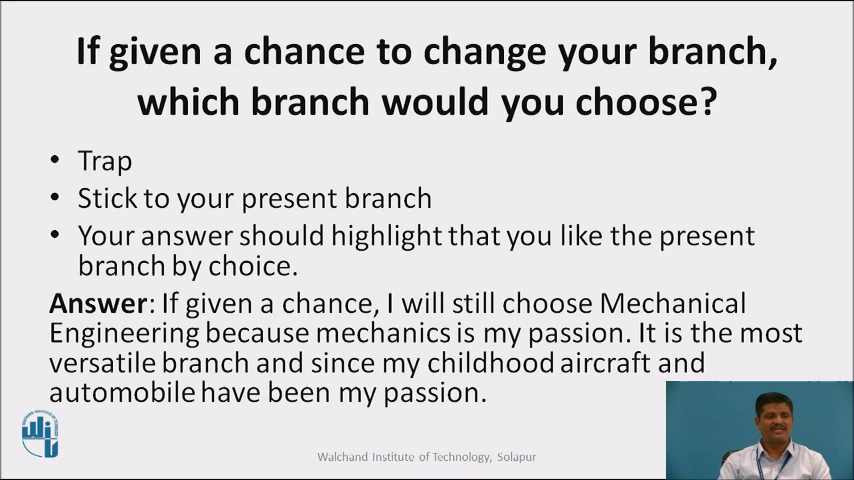 If given a chance to change your branch,
which branch would you choose?
• Trap
• Stick to your present branch
• Your answer should highlight that you like the present
branch by choice.
Answer: If given a chance, I will still choose Mechanical
Engineering because mechanics is my passion. It is the most
versatile branch and since my childhood aircraft and
automobile have been my passion.
Walchand Institute of Technology, Solapur